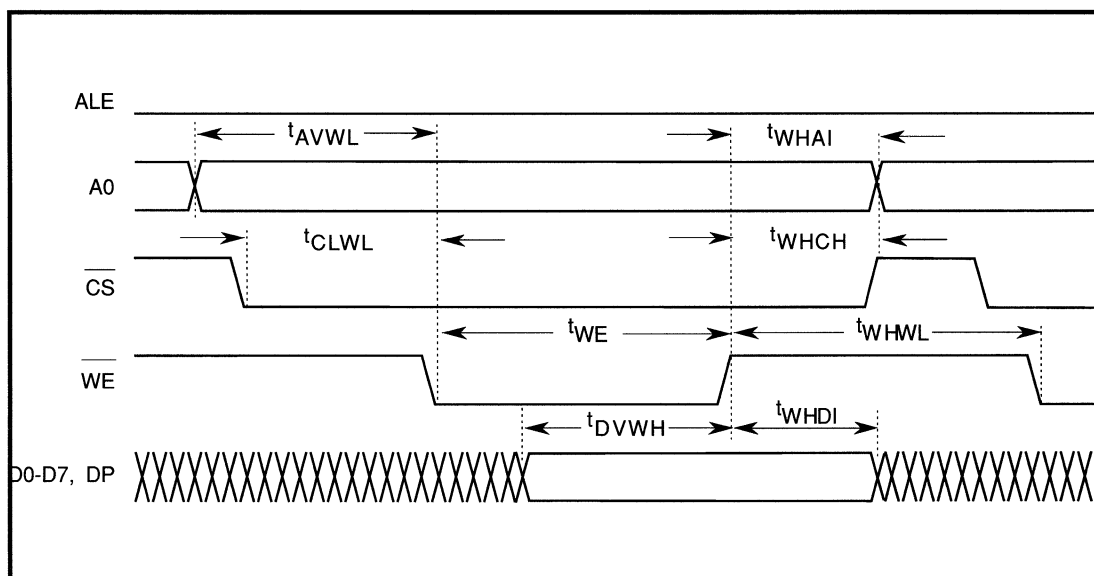 ALE
tAVWL
tWHAI
A0
tCLWL
tWHCH
CS
tWE
tWHWL
WE
tDVWH
tWHDI
D0-D7, DP